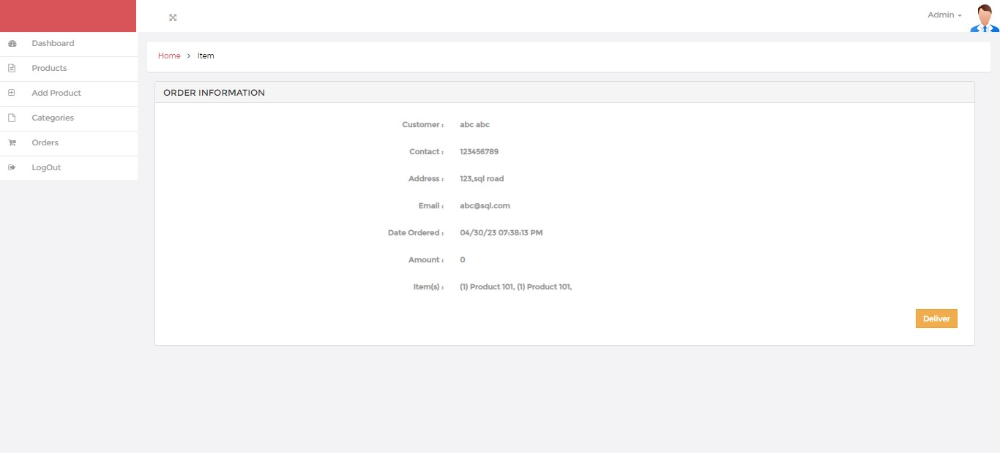 Admin
Dashboard
Products
Add Product
Categories
Orders
LogOut
Home > Item
ORDER INFORMATION
Customer : abc abc
Contact : 123456789
Address : 123,sql road
Email : abc@sql.com
Date Ordered : 04/30/23 07:38:13 PM
Amount : 0
Item(s) : (1) Product 101, (1) Product 101,
Deliver